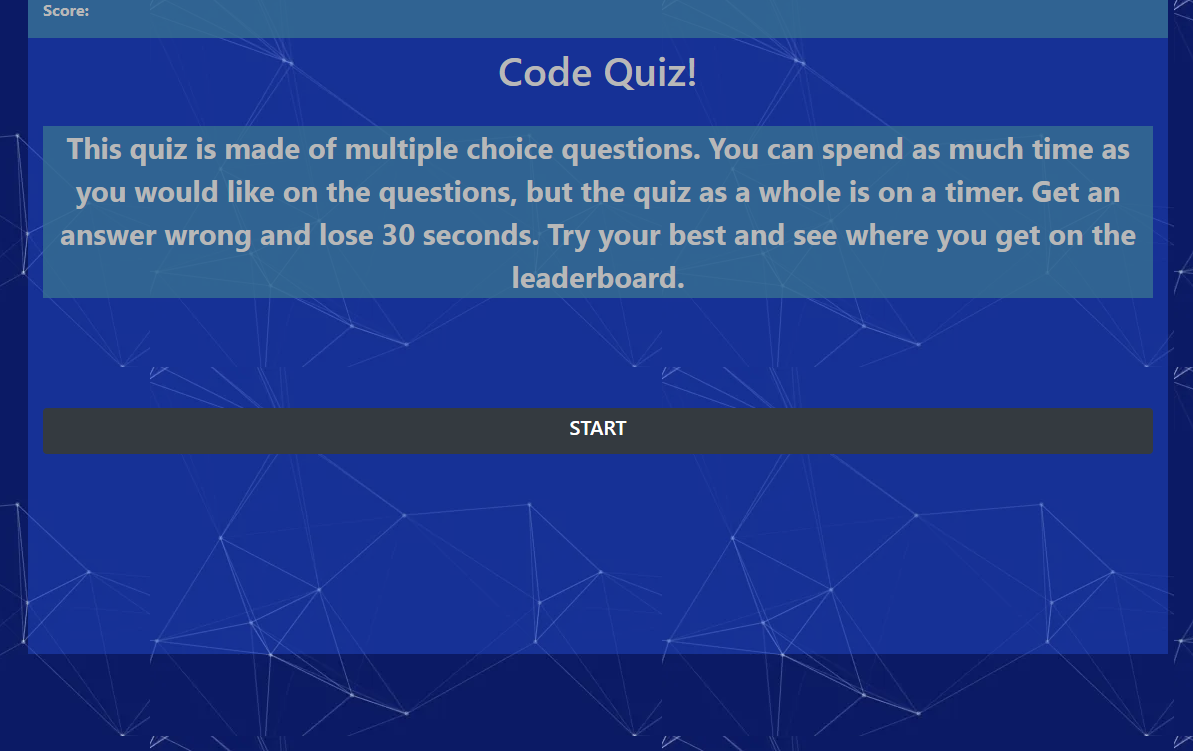 Score:
Code Quiz!
This quiz is made of multiple choice questions. You can spend as much time as
you would like on the questions, but the quiz as a whole is on a timer. Get an
answer wrong and lose 30 seconds. Try your best and see where you get on the
leaderboard.
START